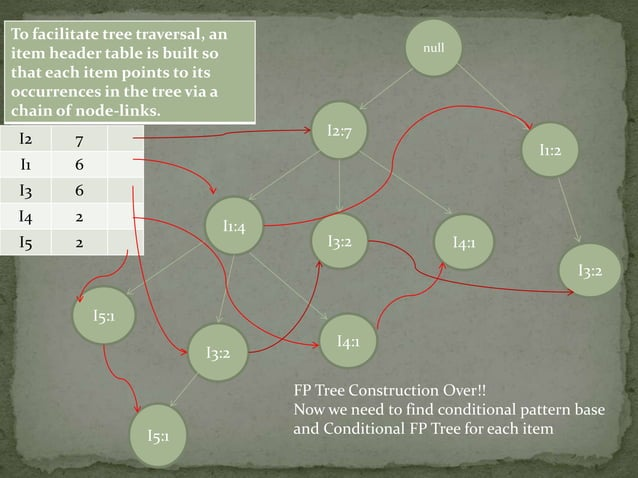 To facilitate tree traversal, an
item header table is built so
that each item points to its
occurrences in the tree via a
chain of node-links.
I2 7
I1 6
I3 6
I4 2
I5 2
null
I2:7
I1:2
I1:4
I3:2
I4:1
I3:2
I5:1
I3:2
I4:1
I5:1
FP Tree Construction Over!!
Now we need to find conditional pattern base
and Conditional FP Tree for each item